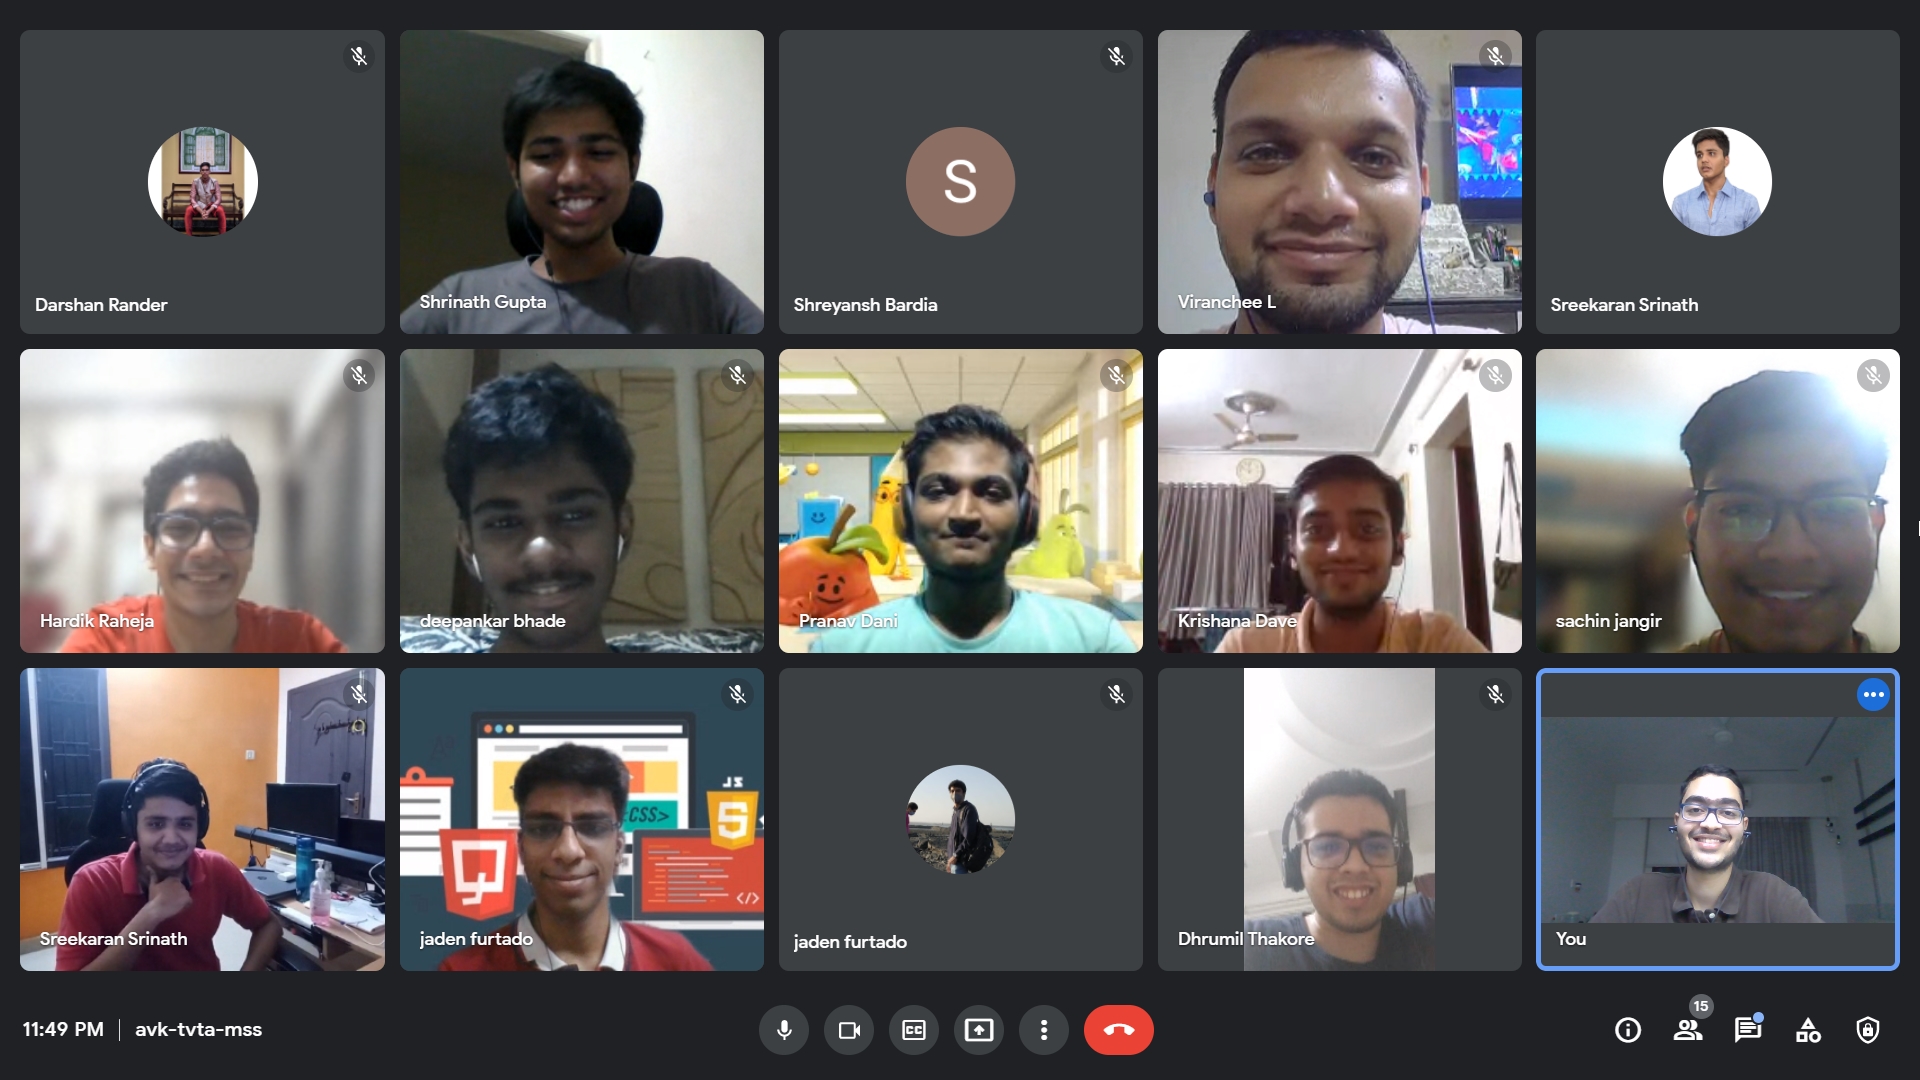 Darshan Rander
Shrinath Gupta
S
Shreyansh Bardia
Viranchee L
Sreekaran Srinath
Hardik Raheja
deepankar bhade
Pranav Dani
Krishana Dave
sachin jangir
Sreekaran Srinath
CSS>
JS
5
</>
jaden furtado
jaden furtado
Dhrumil Thakore
You
11:49 PM | avk-tvta-mss
CC
15